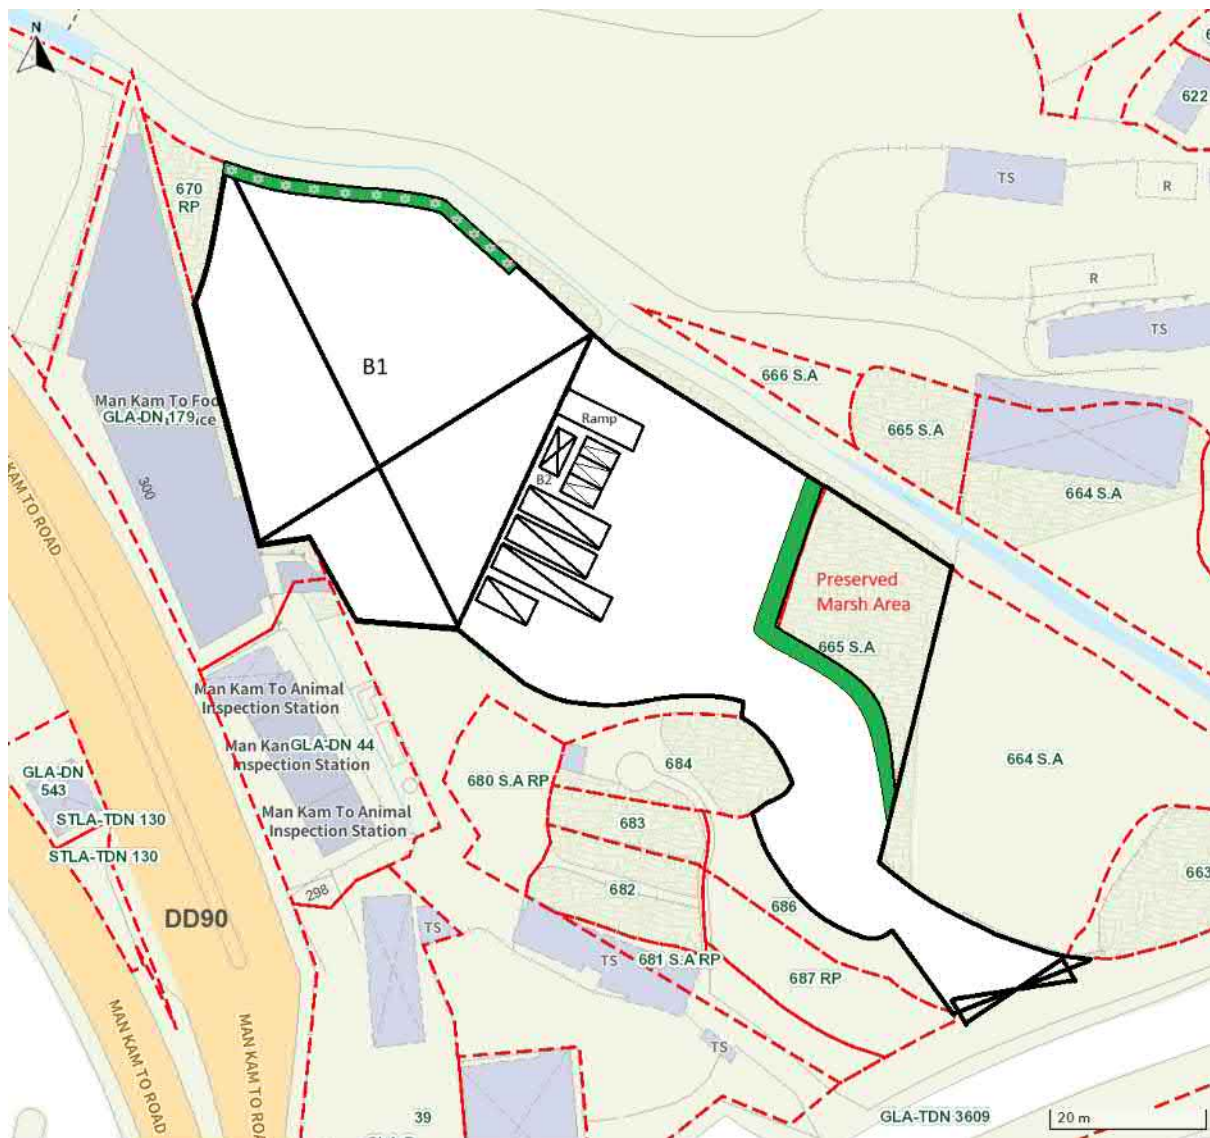 N
622
TS
R
670
RP
R
TS
666 S.A
B1
Man Kam To Foo
GLA-DN 179
ice
Ramp
665 S.A
B2
300
664 S.A
KAM TO ROAD
Preserved
Marsh Area
665 S.A
Man Kam To Animal
Inspection Station
GLA-DN
543
Man Kan
GLA-DN 44
Inspection Station
684
664 S.A
680 S.A RP
STLA-TDN 130
Man Kam To Animal
Inspection Station
683
STLA-TDN 130
663
298
682
DD90
686
TS
TS
681 S.A RP
687 RP
MAN KAM TO ROAD
MAN KAM TO ROA
TS
39
GLA-TDN 3609
20 m